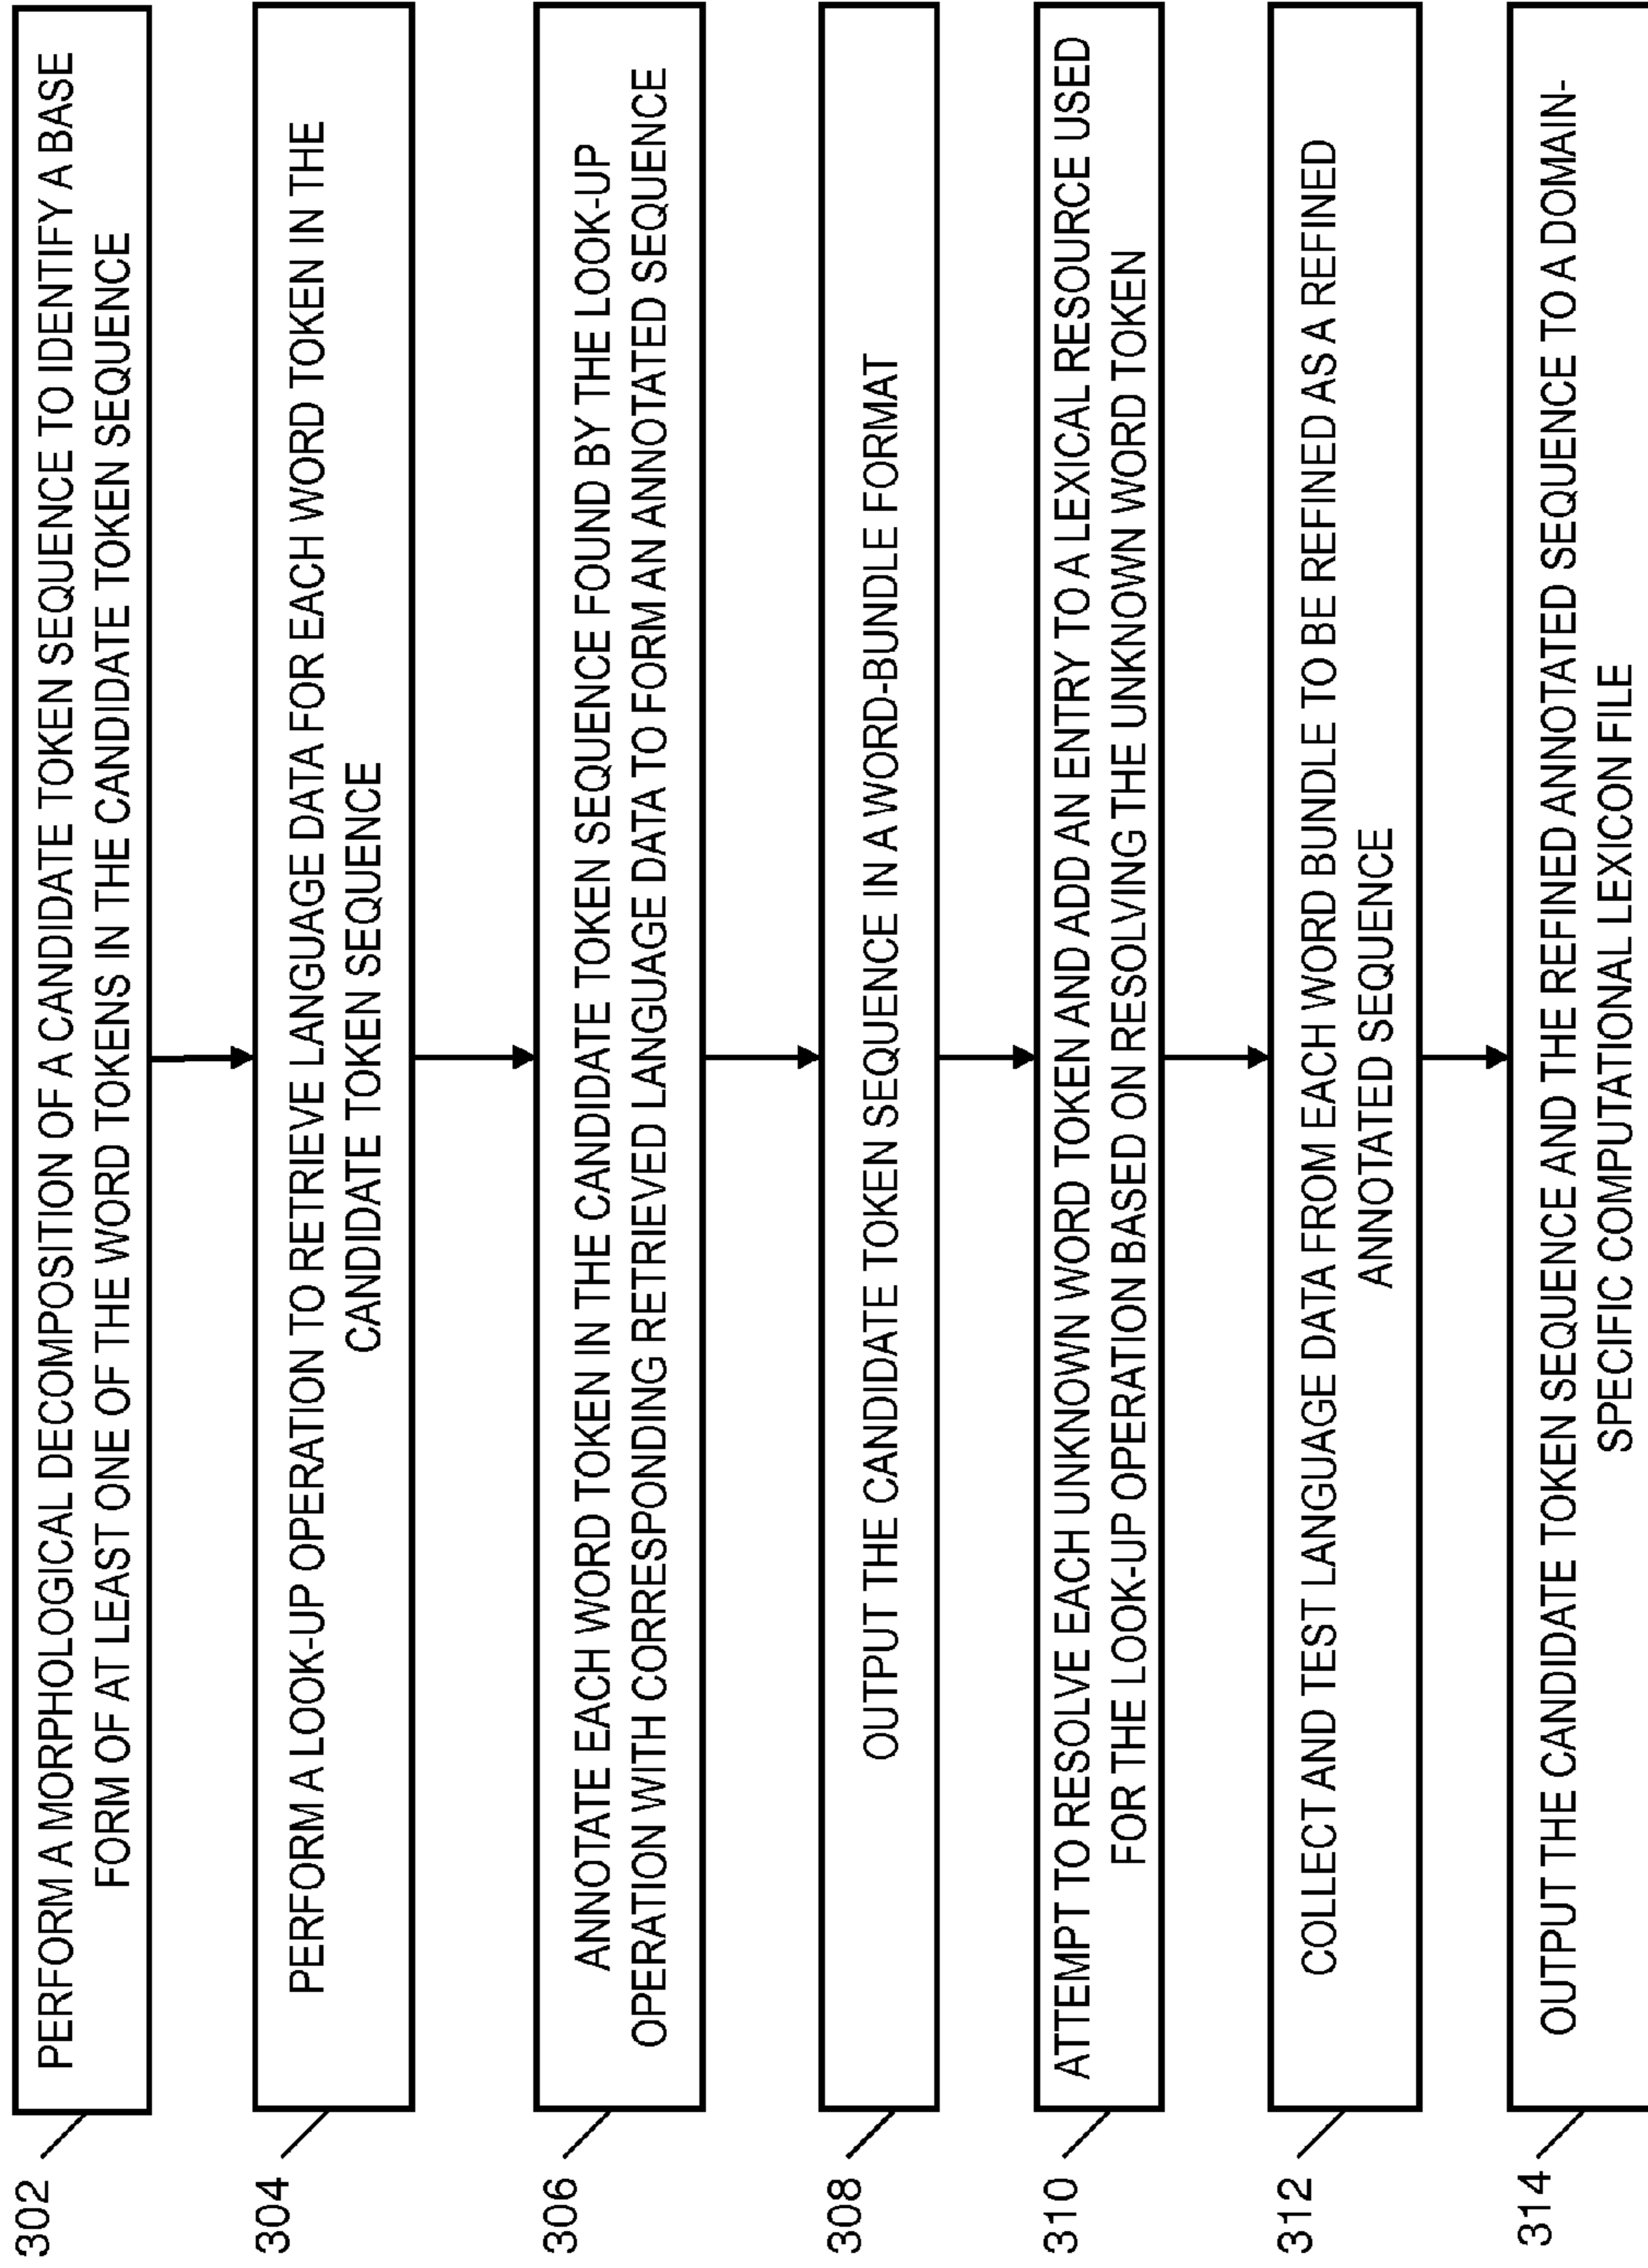 302
PERFORM A MORPHOLOGICAL DECOMPOSITION OF A CANDIDATE TOKEN SEQUENCE TO IDENTIFY A BASE
FORM OF AT LEAST ONE OF THE WORD TOKENS IN THE CANDIDATE TOKEN SEQUENCE
304
PERFORM A LOOK-UP OPERATION TO RETRIEVE LANGUAGE DATA FOR EACH WORD TOKEN IN THE
CANDIDATE TOKEN SEQUENCE
306
ANNOTATE EACH WORD TOKEN IN THE CANDIDATE TOKEN SEQUENCE FOUND BY THE LOOK-UP
OPERATION WITH CORRESPONDING RETRIEVED LANGUAGE DATA TO FORM AN ANNOTATED SEQUENCE
308
OUTPUT THE CANDIDATE TOKEN SEQUENCE IN A WORD-BUNDLE FORMAT
310
ATTEMPT TO RESOLVE EACH UNKNOWN WORD TOKEN AND ADD AN ENTRY TO A LEXICAL RESOURCE USED
FOR THE LOOK-UP OPERATION BASED ON RESOLVING THE UNKNOWN WORD TOKEN
312
COLLECT AND TEST LANGUAGE DATA FROM EACH WORD BUNDLE TO BE REFINED AS A REFINED
ANNOTATED SEQUENCE
314
OUTPUT THE CANDIDATE TOKEN SEQUENCE AND THE REFINED ANNOTATED SEQUENCE TO A DOMAIN-
SPECIFIC COMPUTATIONAL LEXICON FILE